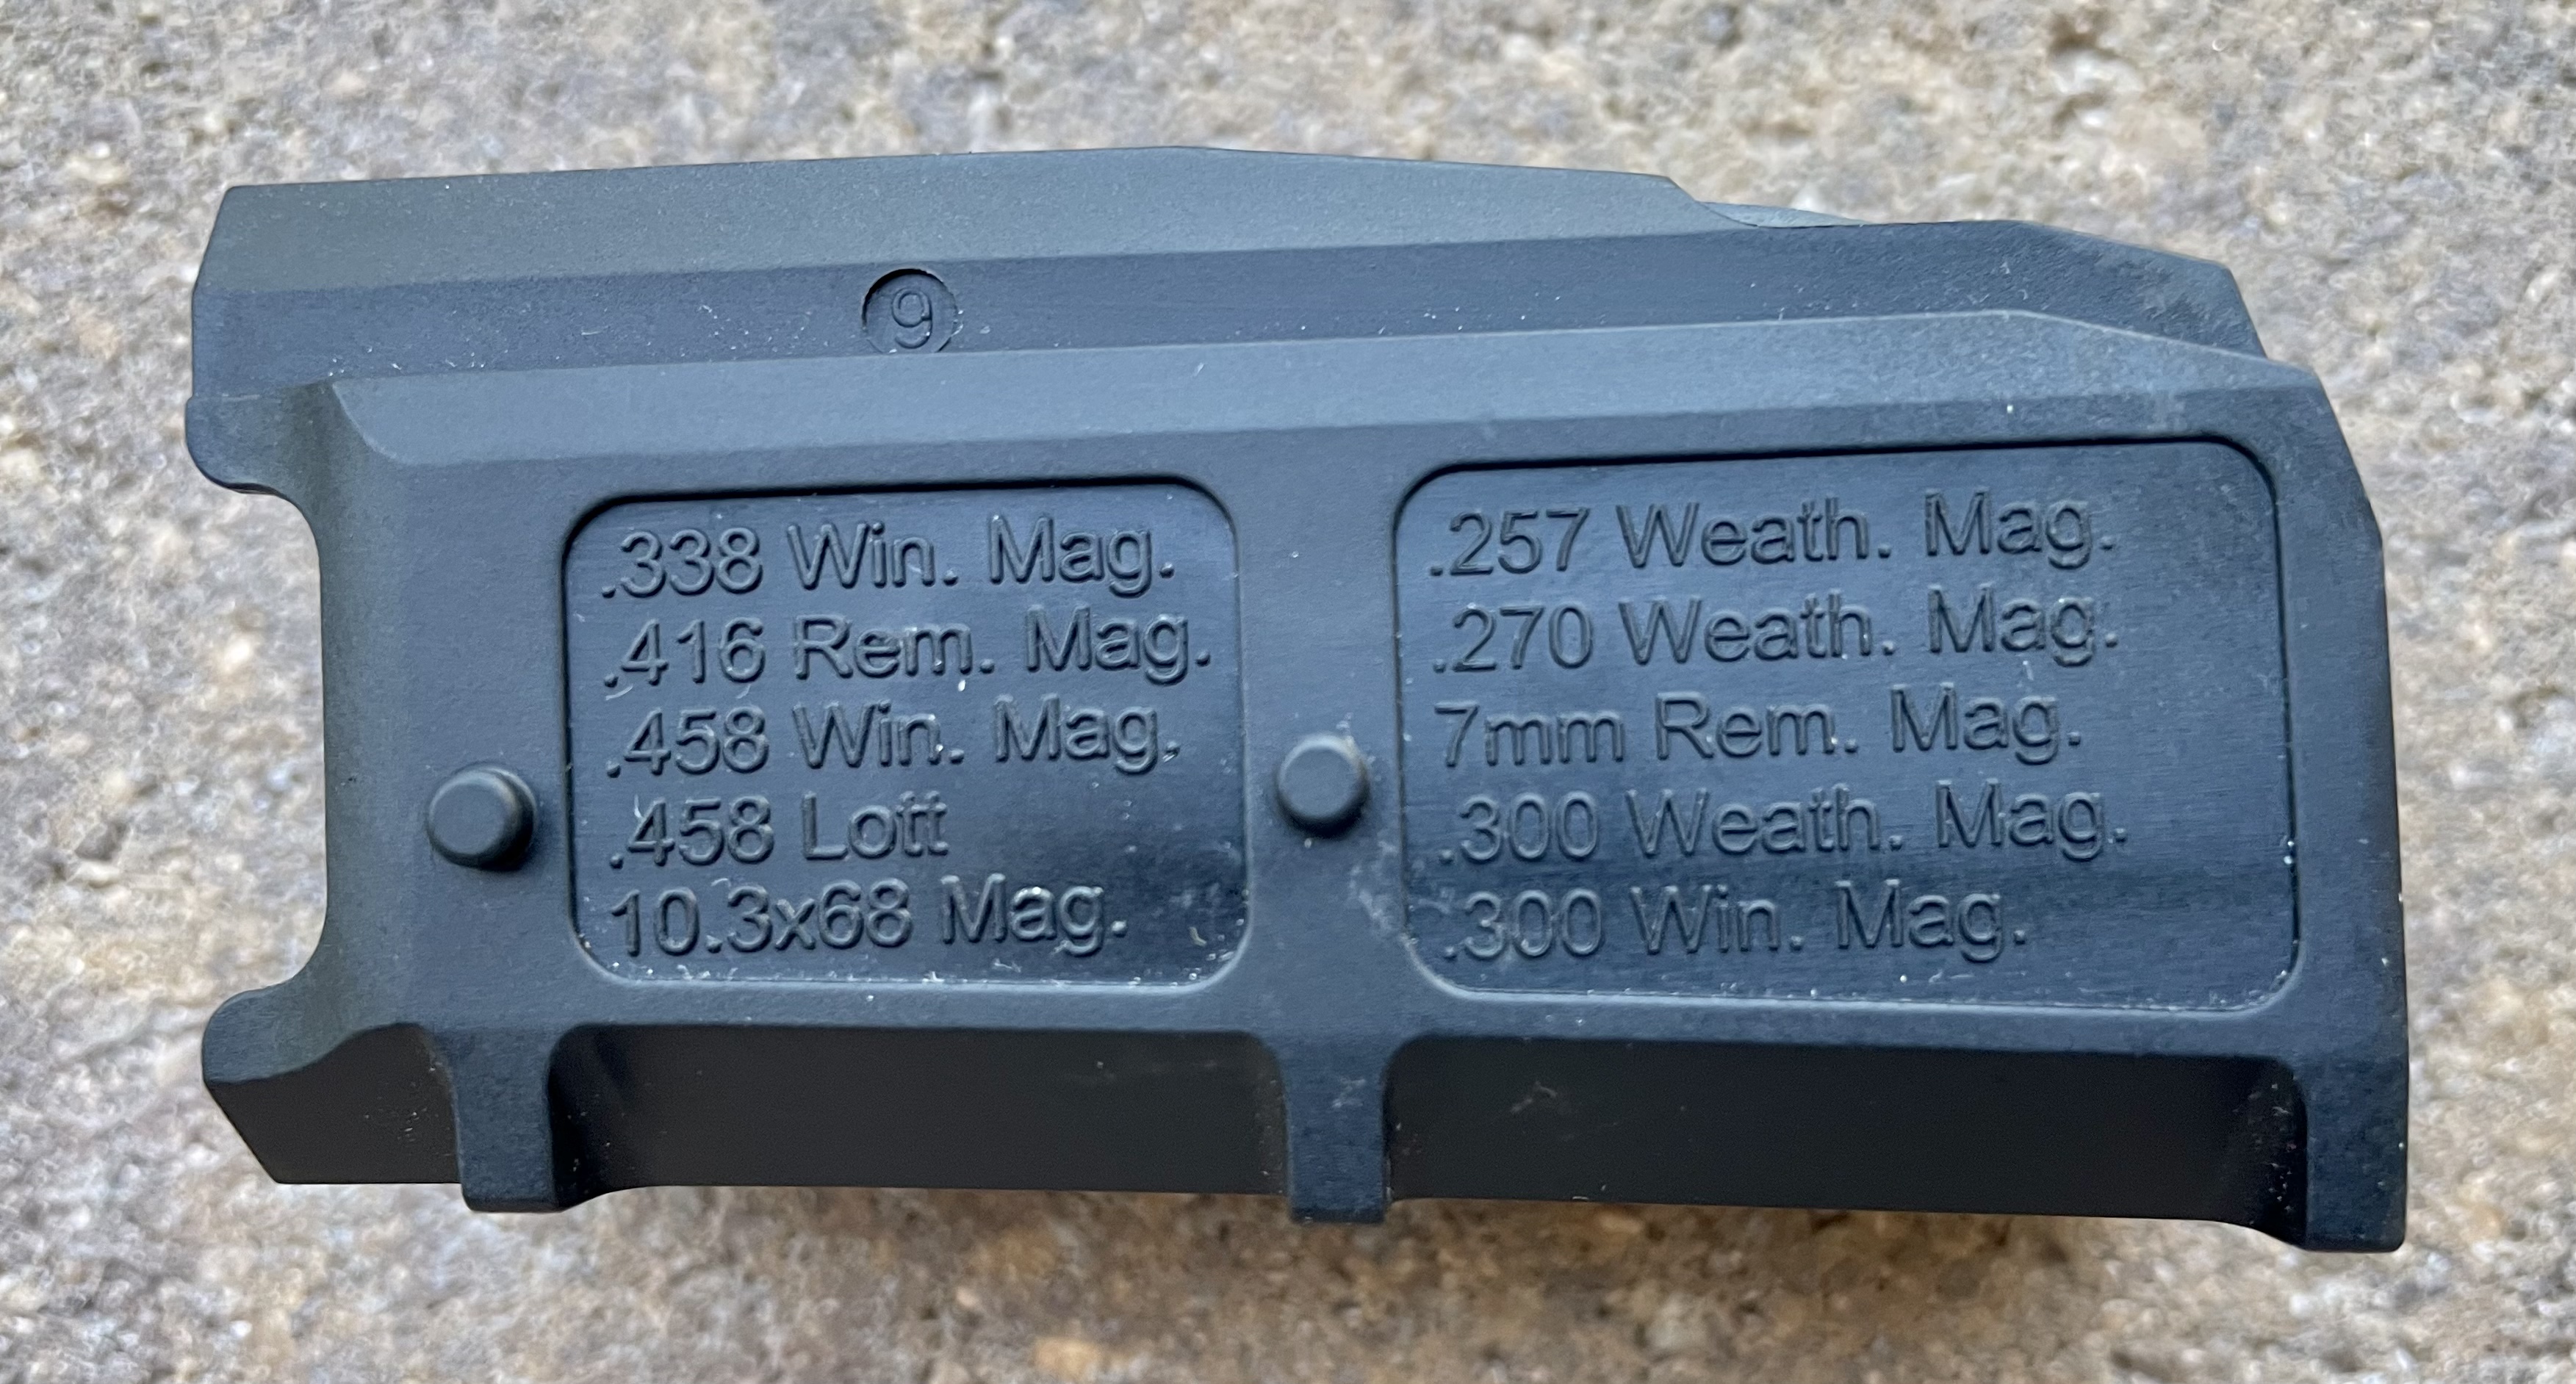 9
.338 Win. Mag.
.416 Rem. Mag.
.458 Win. Mag.
.458 Lott
10.3x68 Mag.
.257 Weath. Mag.
.270 Weath. Mag.
7mm Rem. Mag.
.300 Weath. Mag.
.300 Win. Mag.